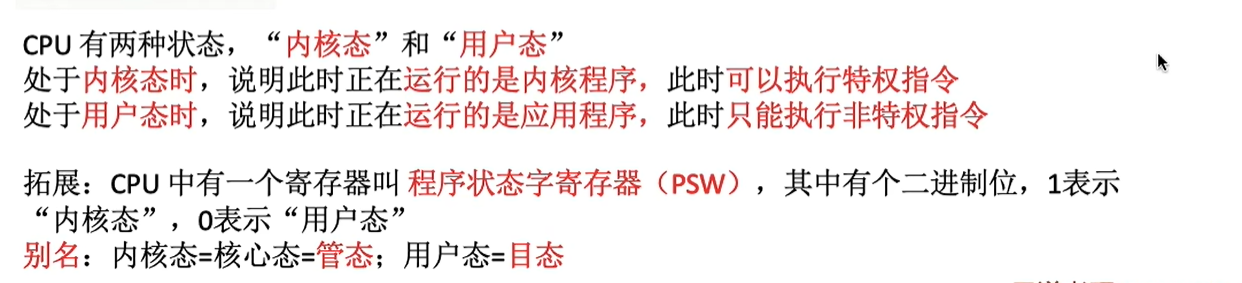 CPU 有两种状态，“内核态”和“用户态”
处于内核态时，说明此时正在运行的是内核程序，此时可以执行特权指令
处于用户态时，说明此时正在运行的是应用程序，此时只能执行非特权指令
拓展：CPU 中有一个寄存器叫 程序状态字寄存器（PSW），其中有个二进制位，1表示
“内核态”，0表示“用户态”
别名：内核态=核心态=管态；用户态=目态